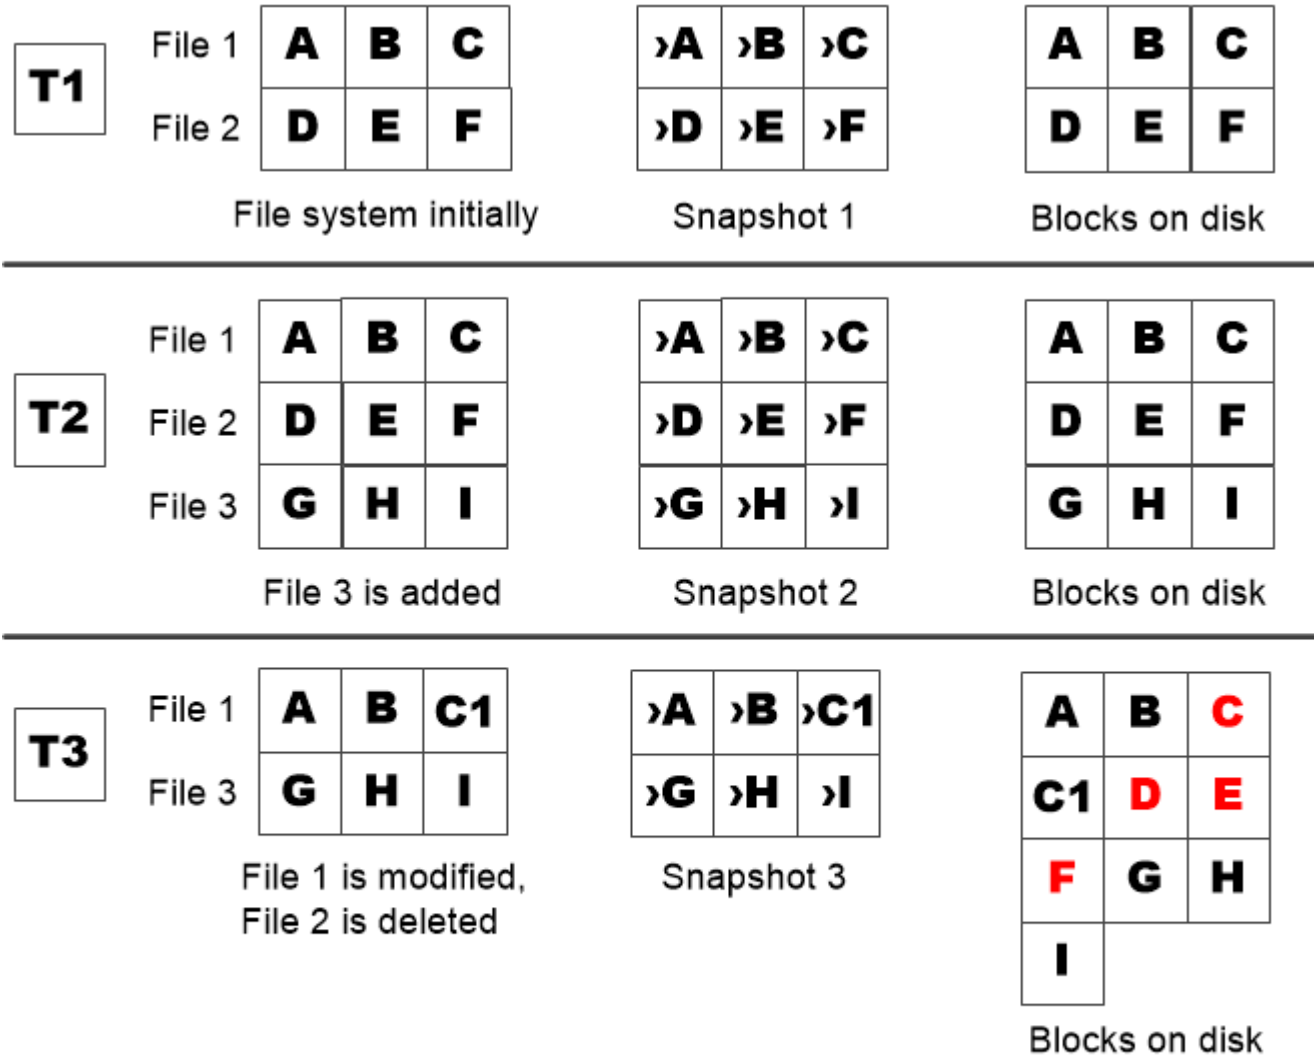 File 1 A B C ›A ›B ›C A B C
T1
File 2 D E F ›D ›E ›F D E F
File system initially Snapshot 1 Blocks on disk
File 1 A B C ›A ›B ›C A B C
T2 File 2 D E F ›D ›E ›F D E F
File 3 G H I ›G ›H ›I G H I
File 3 is added Snapshot 2 Blocks on disk
File 1 A B C1 ›A ›B ›C1 A B C
T3
File 3 G H I ›G ›H ›I C1 D E
File 1 is modified, Snapshot 3 F G H
File 2 is deleted
I
Blocks on disk